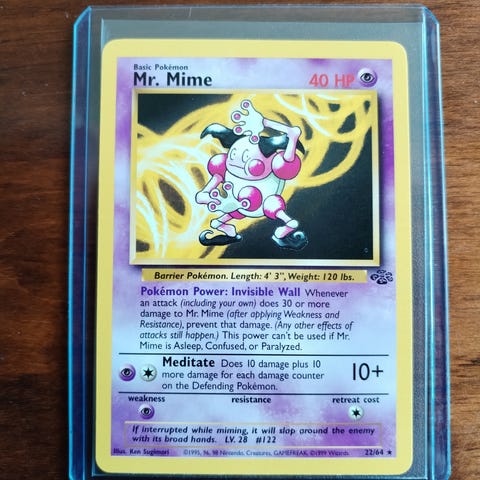 Basic Pokémon
Mr. Mime 40 HP
Barrier Pokémon. Length: 4' 3", Weight: 120 lbs.
Pokémon Power: Invisible Wall Whenever
an attack (including your own) does 30 or more
damage to Mr. Mime (after applying Weakness and
Resistance), prevent that damage. (Any other effects of
attacks still happen.) This power can't be used if Mr.
Mime is Asleep, Confused, or Paralyzed.
Meditate Does 10 damage plus 10
more damage for each damage counter
on the Defending Pokémon.
10+
weakness resistance retreat cost
If interrupted while miming, it will slap around the enemy
with its broad hands. LV. 28 #122
Illus. Ken Sugimori ©1995, 96, 98 Nintendo, Creatures, GAMEFREAK. ©1999 Wizards. 22/64 ★